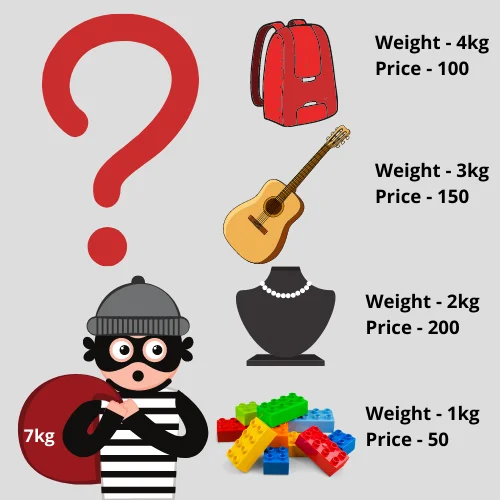 Weight - 4kg
Price - 100
Weight - 3kg
Price - 150
Weight - 2kg
Price - 200
7kg
Weight - 1kg
Price - 50